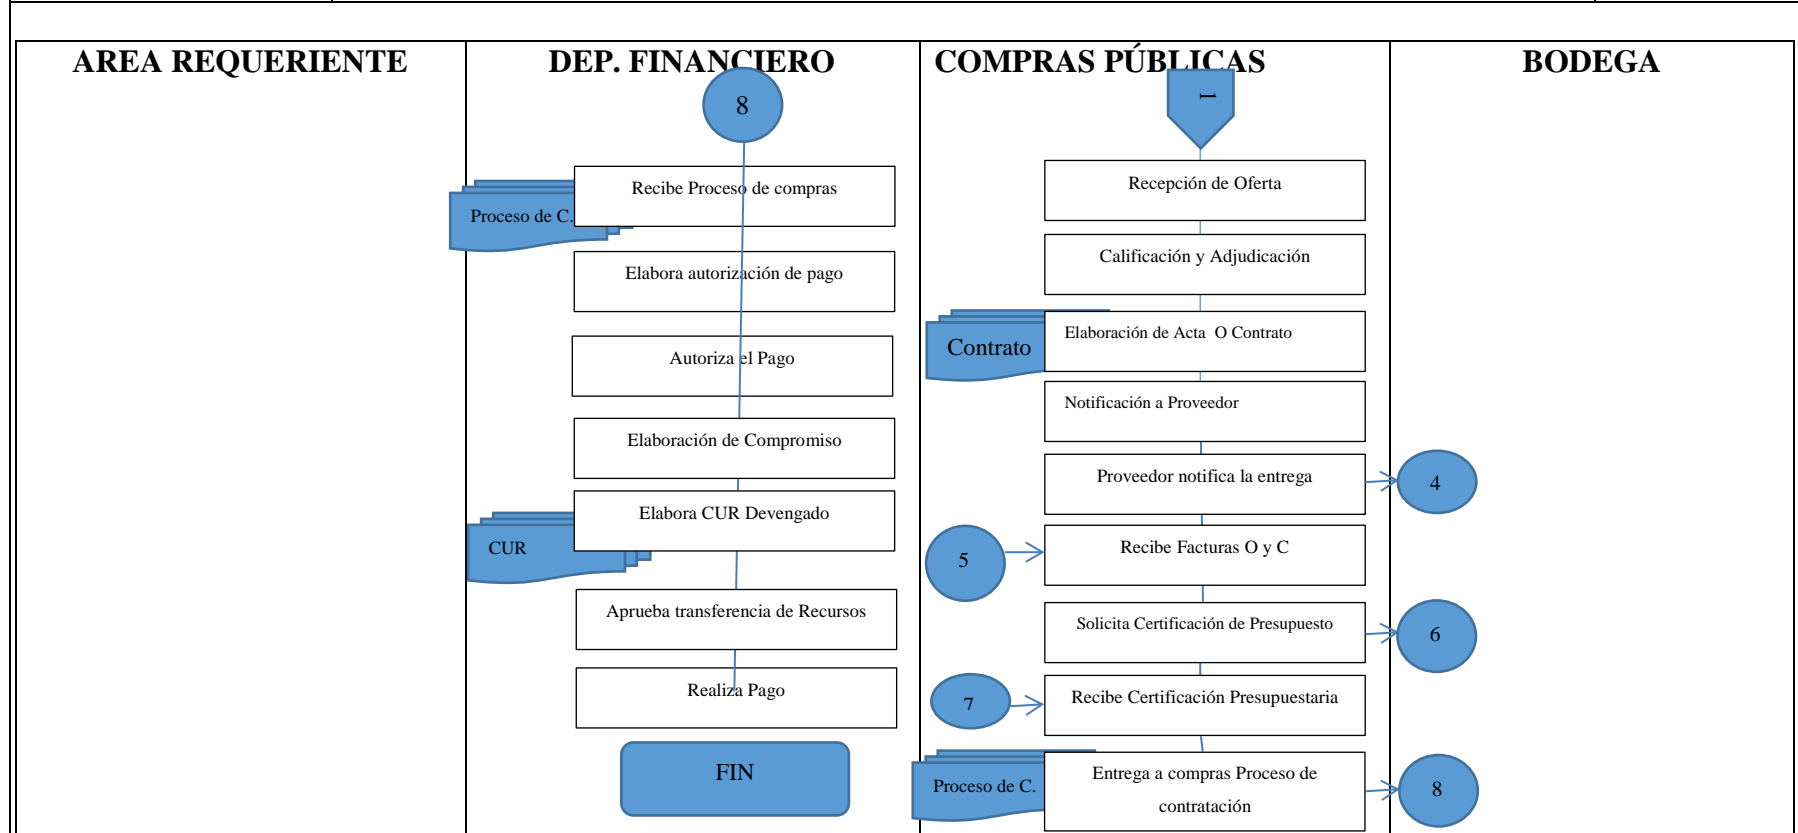 AREA REQUERIENTE
DEP. FINANCIERO
COMPRAS PÚBLICAS
BODEGA
8
Recibe Proceso de compras
Proceso de C.
Elabora autorización de pago
Autoriza el Pago
Elaboración de Compromiso
Elabora CUR Devengado
CUR
Aprueba transferencia de Recursos
Realiza Pago
FIN
1
Recepción de Oferta
Calificación y Adjudicación
Elaboración de Acta O Contrato
Contrato
Notificación a Proveedor
Proveedor notifica la entrega
4
5
Recibe Facturas O y C
Solicita Certificación de Presupuesto
6
7
Recibe Certificación Presupuestaria
Proceso de C.
Entrega a compras Proceso de
contratación
8